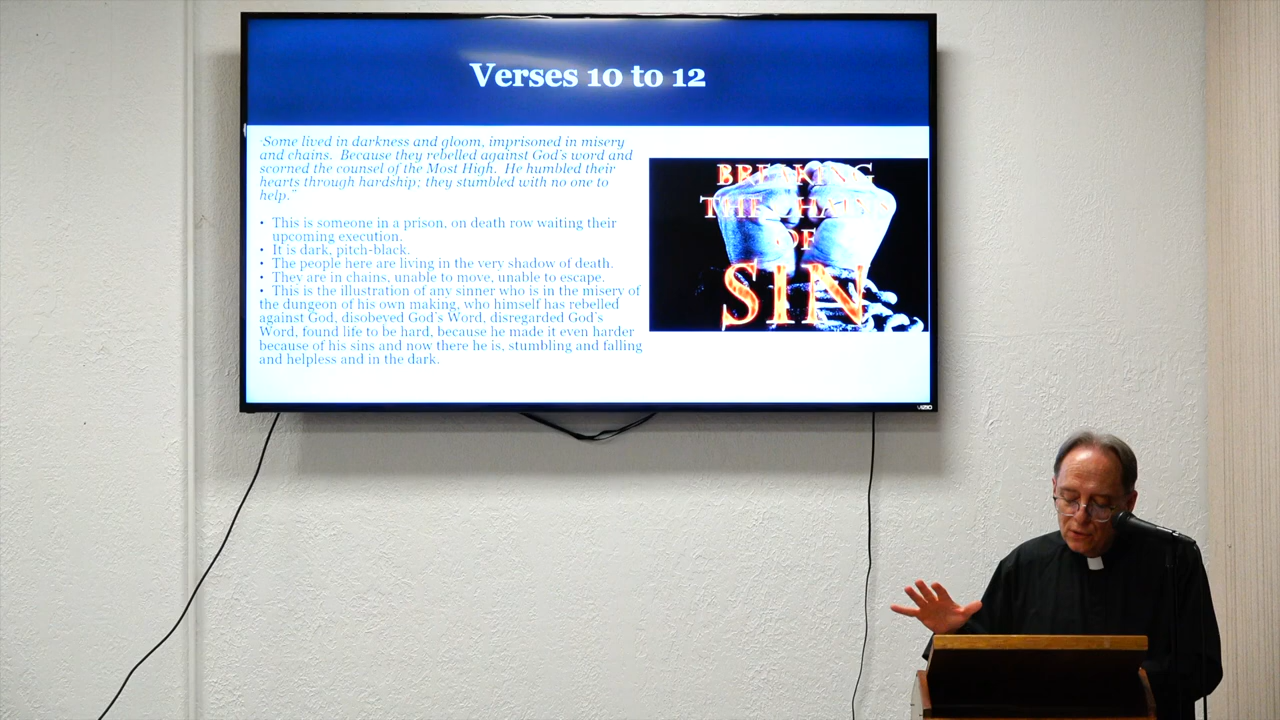 Verses 10 to 12
"Some lived in darkness and gloom, imprisoned in misery
and chains. Because they rebelled against God's word and
scorned the counsel of the Most High. He humbled their
hearts through hardship; they stumbled with no one to
help."
• This is someone in a prison, on death row waiting their
upcoming execution.
• It is dark, pitch-black.
• The people here are living in the very shadow of death.
• They are in chains, unable to move, unable to escape.
• This is the illustration of any sinner who is in the misery of
the dungeon of his own making, who himself has rebelled
against God, disobeyed God's Word, disregarded God's
Word, found life to be hard, because he made it even harder
because of his sins and now there he is, stumbling and falling
and helpless and in the dark.
BREAKING
THE CHAINS
OF
SIN
VIZIO